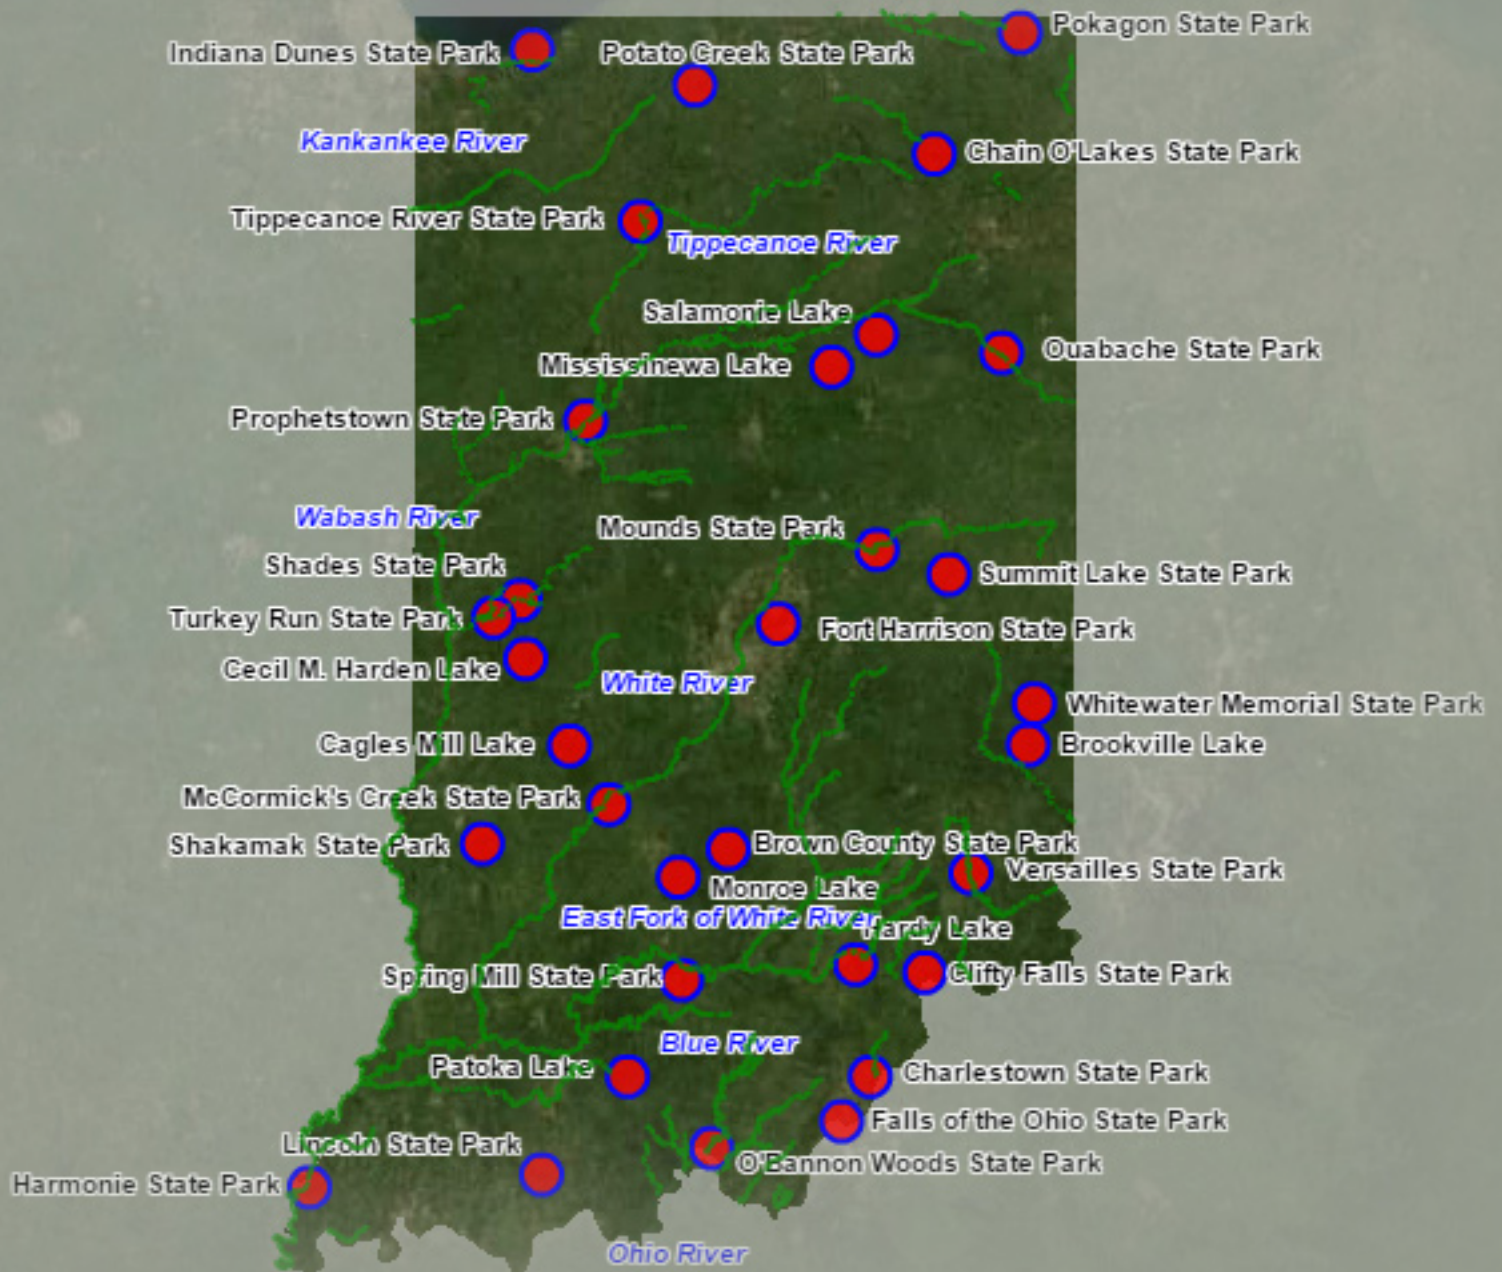 Pokagon State Park
Indiana Dunes State Park
Potato Creek State Park
Kankankee River
Chain O'Lakes State Park
Tippecanoe River State Park
Tippecanoe River
Salamonie Lake
Ouabache State Park
Mississinewa Lake
Prophetstown State Park
Wabash River
Mounds State Park
Shades State Park
Summit Lake State Park
Turkey Run State Park
Fort Harrison State Park
Cecil M. Harden Lake
White River
Whitewater Memorial State Park
Cagles Mill Lake
Brookville Lake
McCormick's Creek State Park
Shakamak State Park
Brown County State Park
Versailles State Park
Monroe Lake
East Fork of White River
Hardy Lake
Spring Mill State Park
Clifty Falls State Park
Blue River
Patoka Lake
Charlestown State Park
Falls of the Ohio State Park
Lincoln State Park
O'Bannon Woods State Park
Harmonie State Park
Ohio River